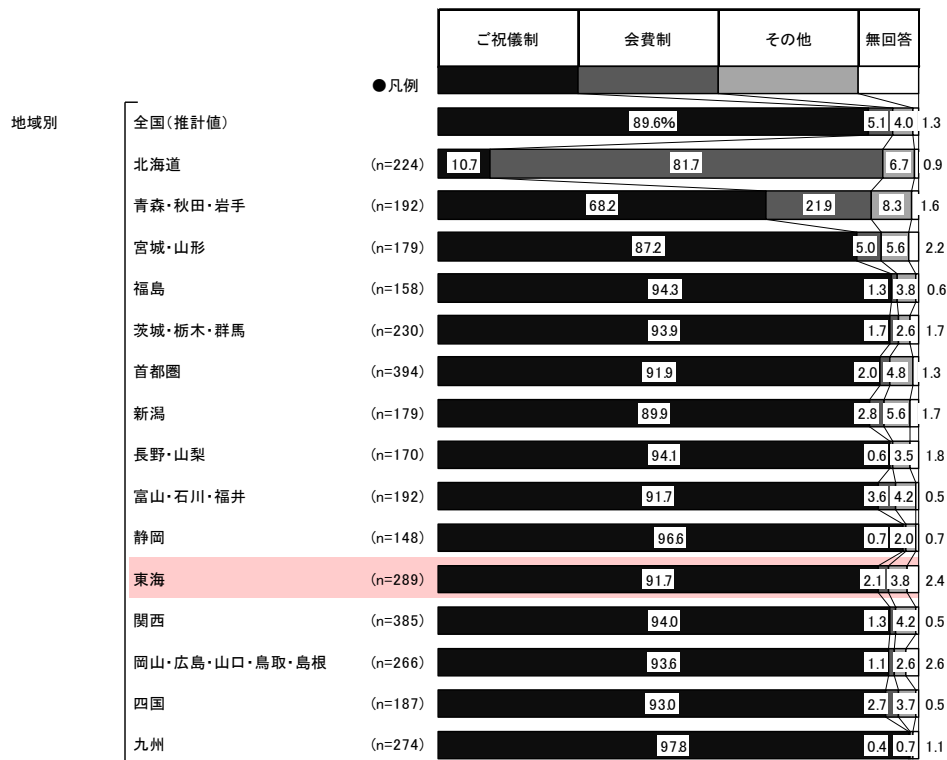 ご祝儀制 会費制 その他 無回答
●凡例
地域別 全国(推計値) 89.6% 5.1 4.0 1.3
北海道 (n=224) 10.7 81.7 6.7 0.9
青森・秋田・岩手 (n=192) 68.2 21.9 8.3 1.6
宮城・山形 (n=179) 87.2 5.0 5.6 2.2
福島 (n=158) 94.3 1.3 3.8 0.6
茨城・栃木・群馬 (n=230) 93.9 1.7 2.6 1.7
首都圏 (n=394) 91.9 2.0 4.8 1.3
新潟 (n=179) 89.9 2.8 5.6 1.7
長野・山梨 (n=170) 94.1 0.6 3.5 1.8
富山・石川・福井 (n=192) 91.7 3.6 4.2 0.5
静岡 (n=148) 96.6 0.7 2.0 0.7
東海 (n=289) 91.7 2.1 3.8 2.4
関西 (n=385) 94.0 1.3 4.2 0.5
岡山・広島・山口・鳥取・島根 (n=266) 93.6 1.1 2.6 2.6
四国 (n=187) 93.0 2.7 3.7 0.5
九州 (n=274) 97.8 0.4 0.7 1.1